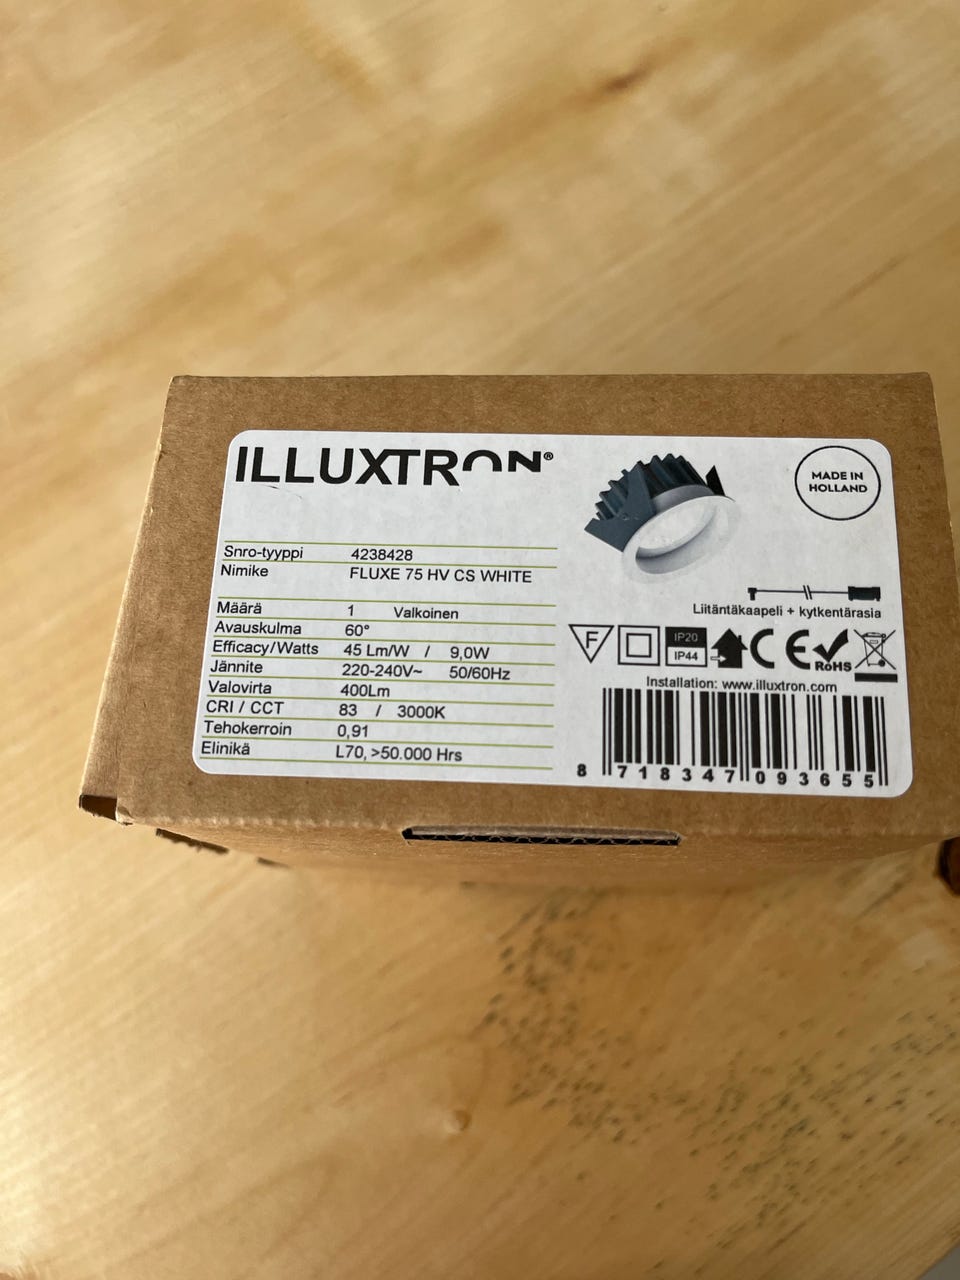 ILLUXTRON®
MADE IN
HOLLAND
Snro-tyyppi 4238428
Nimike FLUXE 75 HV CS WHITE
Määrä 1 Valkoinen
Avauskulma 60°
Efficacy/Watts 45 Lm/W / 9,0W
Jännite 220-240V~ 50/60Hz
Valovirta 400Lm
CRI / CCT 83 / 3000K
Tehokerroin 0,91
Elinikä L70, >50.000 Hrs
Liitäntäkaapeli + kytkentärasia
F
IP20
IP44
CE
RoHS
Installation: www.illuxtron.com
8 718347 093655